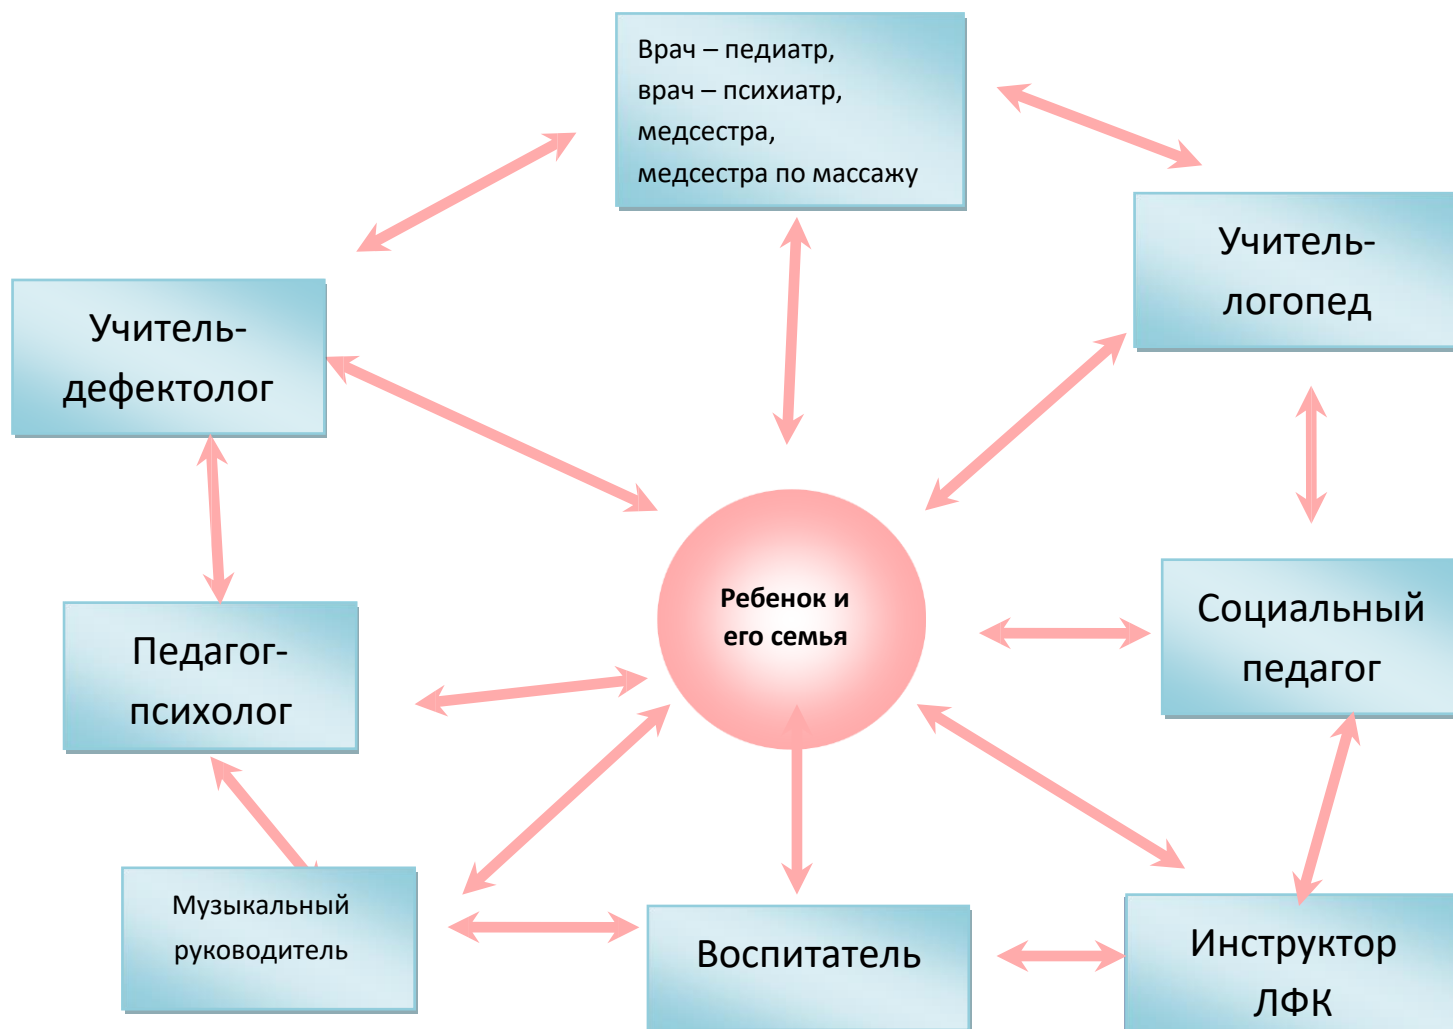 Врач – педиатр,
врач – психиатр,
медсестра,
медсестра по массажу
Учитель-
логопед
Учитель-
дефектолог
Ребенок и
его семья
Социальный
педагог
Педагог-
психолог
Музыкальный
руководитель
Воспитатель
Инструктор
ЛФК